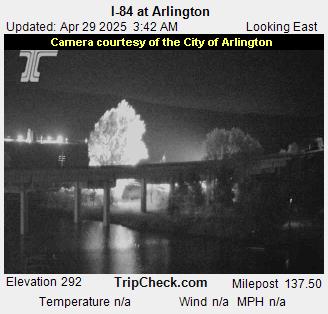 I-84 at Arlington
Updated: Apr 29 2025 3:42 AM Looking East
Camera courtesy of the City of Arlington
Elevation 292 TripCheck.com Milepost 137.50
Temperature n/a Wind n/a MPH n/a